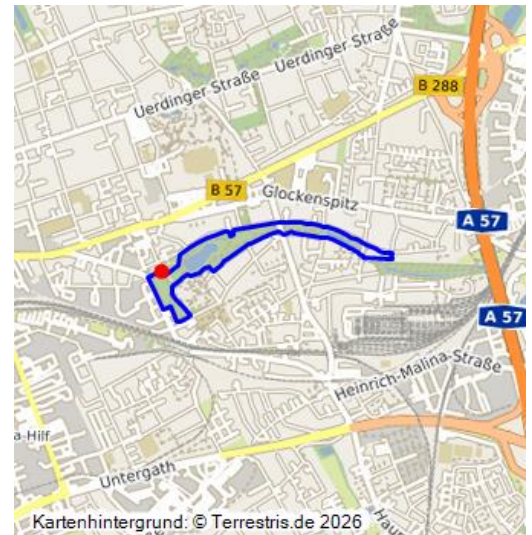 Uerdinger Straße
Uerdinger Straße
B 288
B 57
Glockenspitz
A 57
A 57
Heinrich-Malina-Straße
a-Hilf
Untergath
Kartenhintergrund: © Terrestris.de 2026